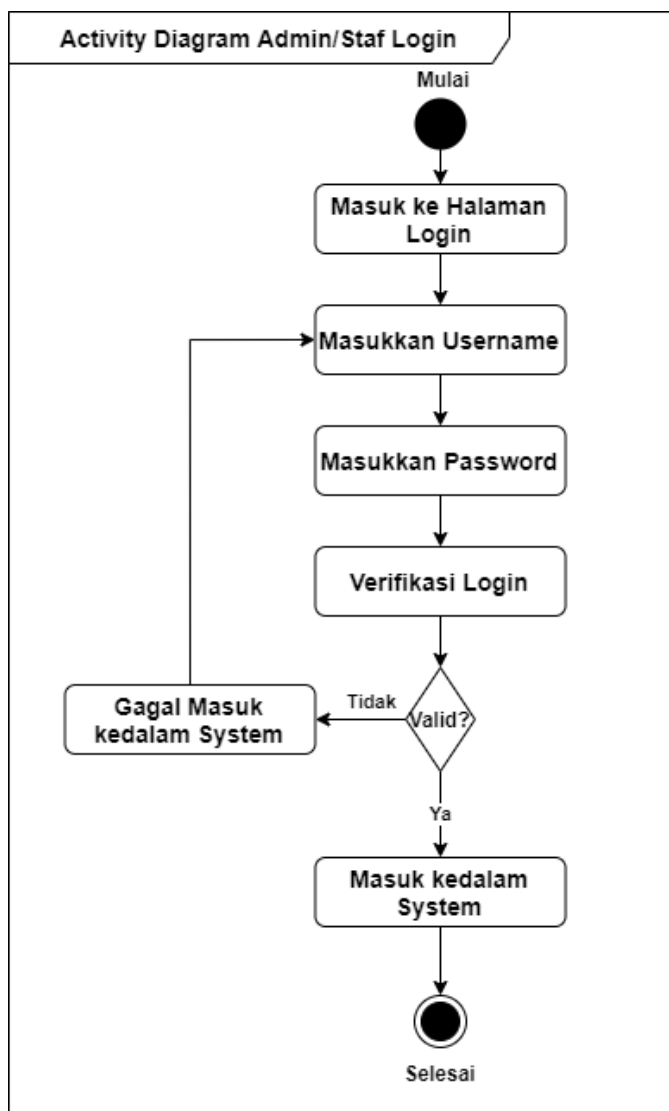 Activity Diagram Admin/Staf Login
Mulai
Masuk ke Halaman
Login
Masukkan Username
Masukkan Password
Verifikasi Login
Valid?
Tidak
Gagal Masuk
kedalam System
Ya
Masuk kedalam
System
Selesai